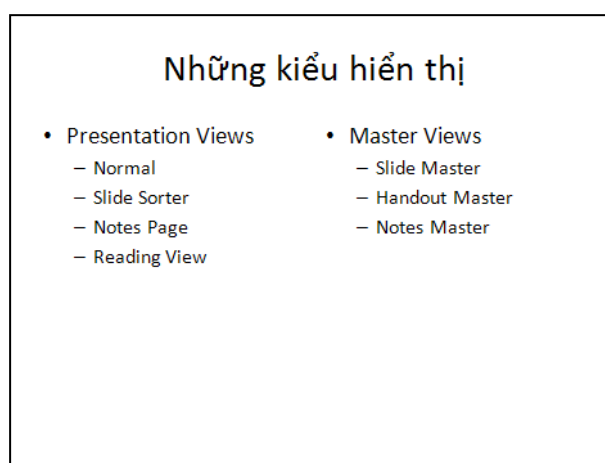 Những kiểu hiển thị
• Presentation Views
– Normal
– Slide Sorter
– Notes Page
– Reading View
• Master Views
– Slide Master
– Handout Master
– Notes Master